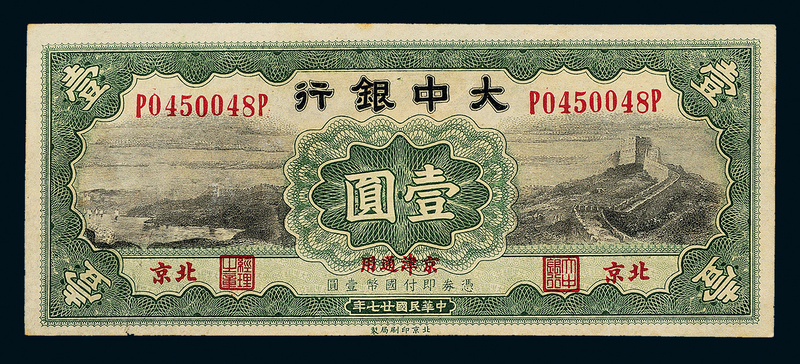 大中銀行
P0450048P P0450048P
壹 壹
壹圓
京津通用
北京 北京
憑券即付國幣壹圓
壹 壹
中華民國廿七年
北京印刷局製